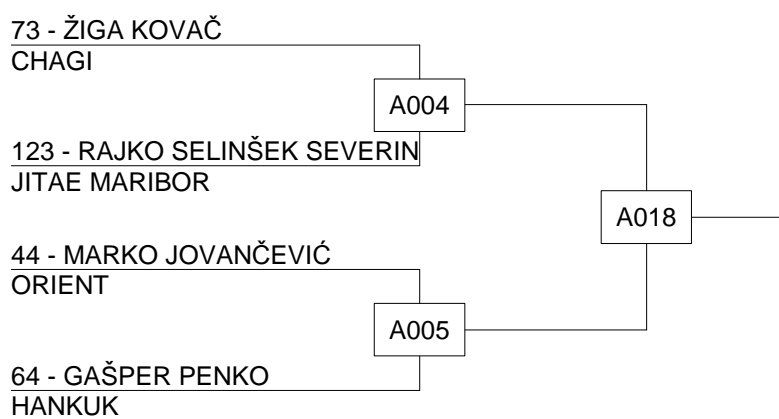 73 - ŽIGA KOVAČ
CHAGI
A004
123 - RAJKO SELINŠEK SEVERIN
JITAE MARIBOR
A018
44 - MARKO JOVANČEVIĆ
ORIENT
A005
64 - GAŠPER PENKO
HANKUK